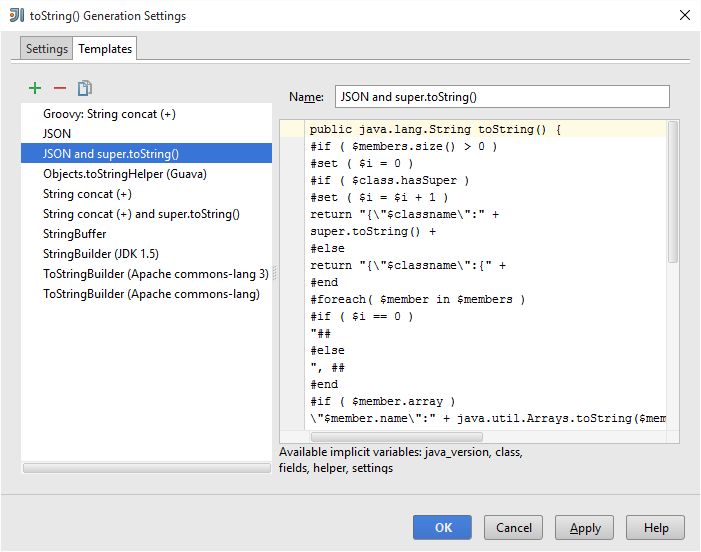 toString() Generation Settings
Settings
Templates
Groovy: String concat (+)
JSON
JSON and super.toString()
Objects.toStringHelper (Guava)
String concat (+)
String concat (+) and super.toString()
StringBuffer
StringBuilder (JDK 1.5)
ToStringBuilder (Apache commons-lang 3)
ToStringBuilder (Apache commons-lang)
Name: JSON and super.toString()
public java.lang.String toString() {
#if ( $members.size() > 0 )
#set ( $i = 0 )
#if ( $class.hasSuper )
#set ( $i = $i + 1 )
return "{\"$classname\":" +
super.toString() +
#else
return "{\"$classname\":{" +
#end
#foreach( $member in $members )
#if ( $i == 0 )
"##
#else
", ##
#end
#if ( $member.array )
\"$member.name\":" + java.util.Arrays.toString($mem
Available implicit variables: java_version, class,
fields, helper, settings
OK
Cancel
Apply
Help